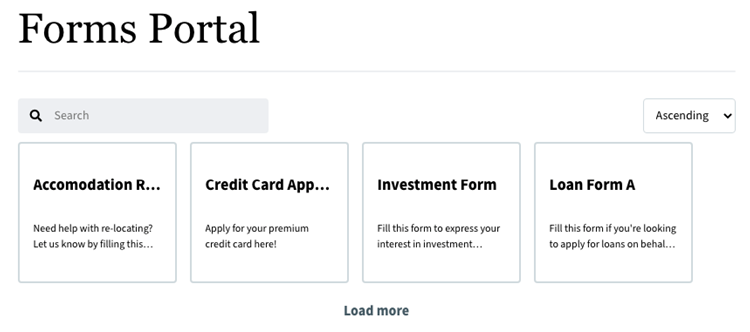 Forms Portal
Search
Ascending
Accomodation R...
Need help with re-locating?
Let us know by filling this...
Credit Card App...
Apply for your premium
credit card here!
Investment Form
Fill this form to express your
interest in investment...
Loan Form A
Fill this form if you're looking
to apply for loans on behal...
Load more